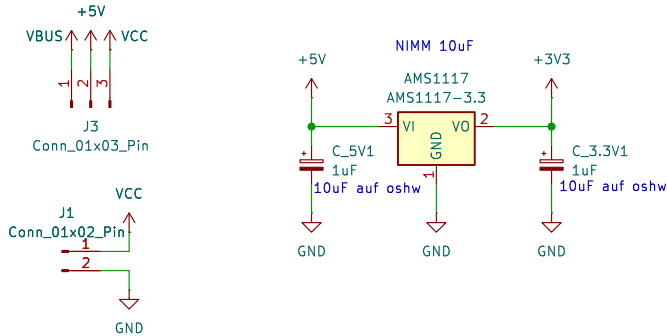 +5V
VBUS
VCC
1
2
3
J3
Conn_01x03_Pin
VCC
J1
Conn_01x02_Pin
1
2
GND
NIMM 10uF
+5V
AMS1117
AMS1117-3.3
+3V3
3
VI
VO
2
GND
1
+
C_5V1
1uF
10uF auf oshw
+
C_3.3V1
1uF
10uF auf oshw
GND
GND
GND